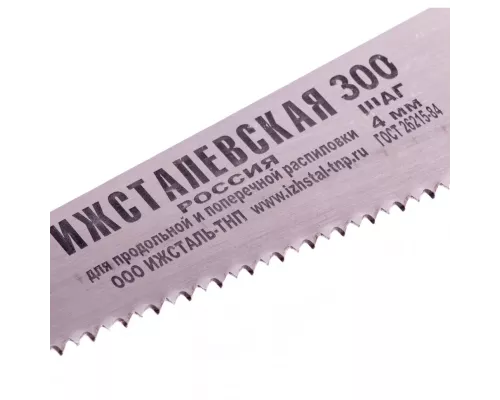 ИЖСТАЛЕВСКАЯ 300
РОССИЯ
для продольной и поперечной распиловки
ООО ИЖСТАЛЬ-ТНП www.izhstal-tnp.ru
ШАГ
4 мм
ГОСТ 26215-84